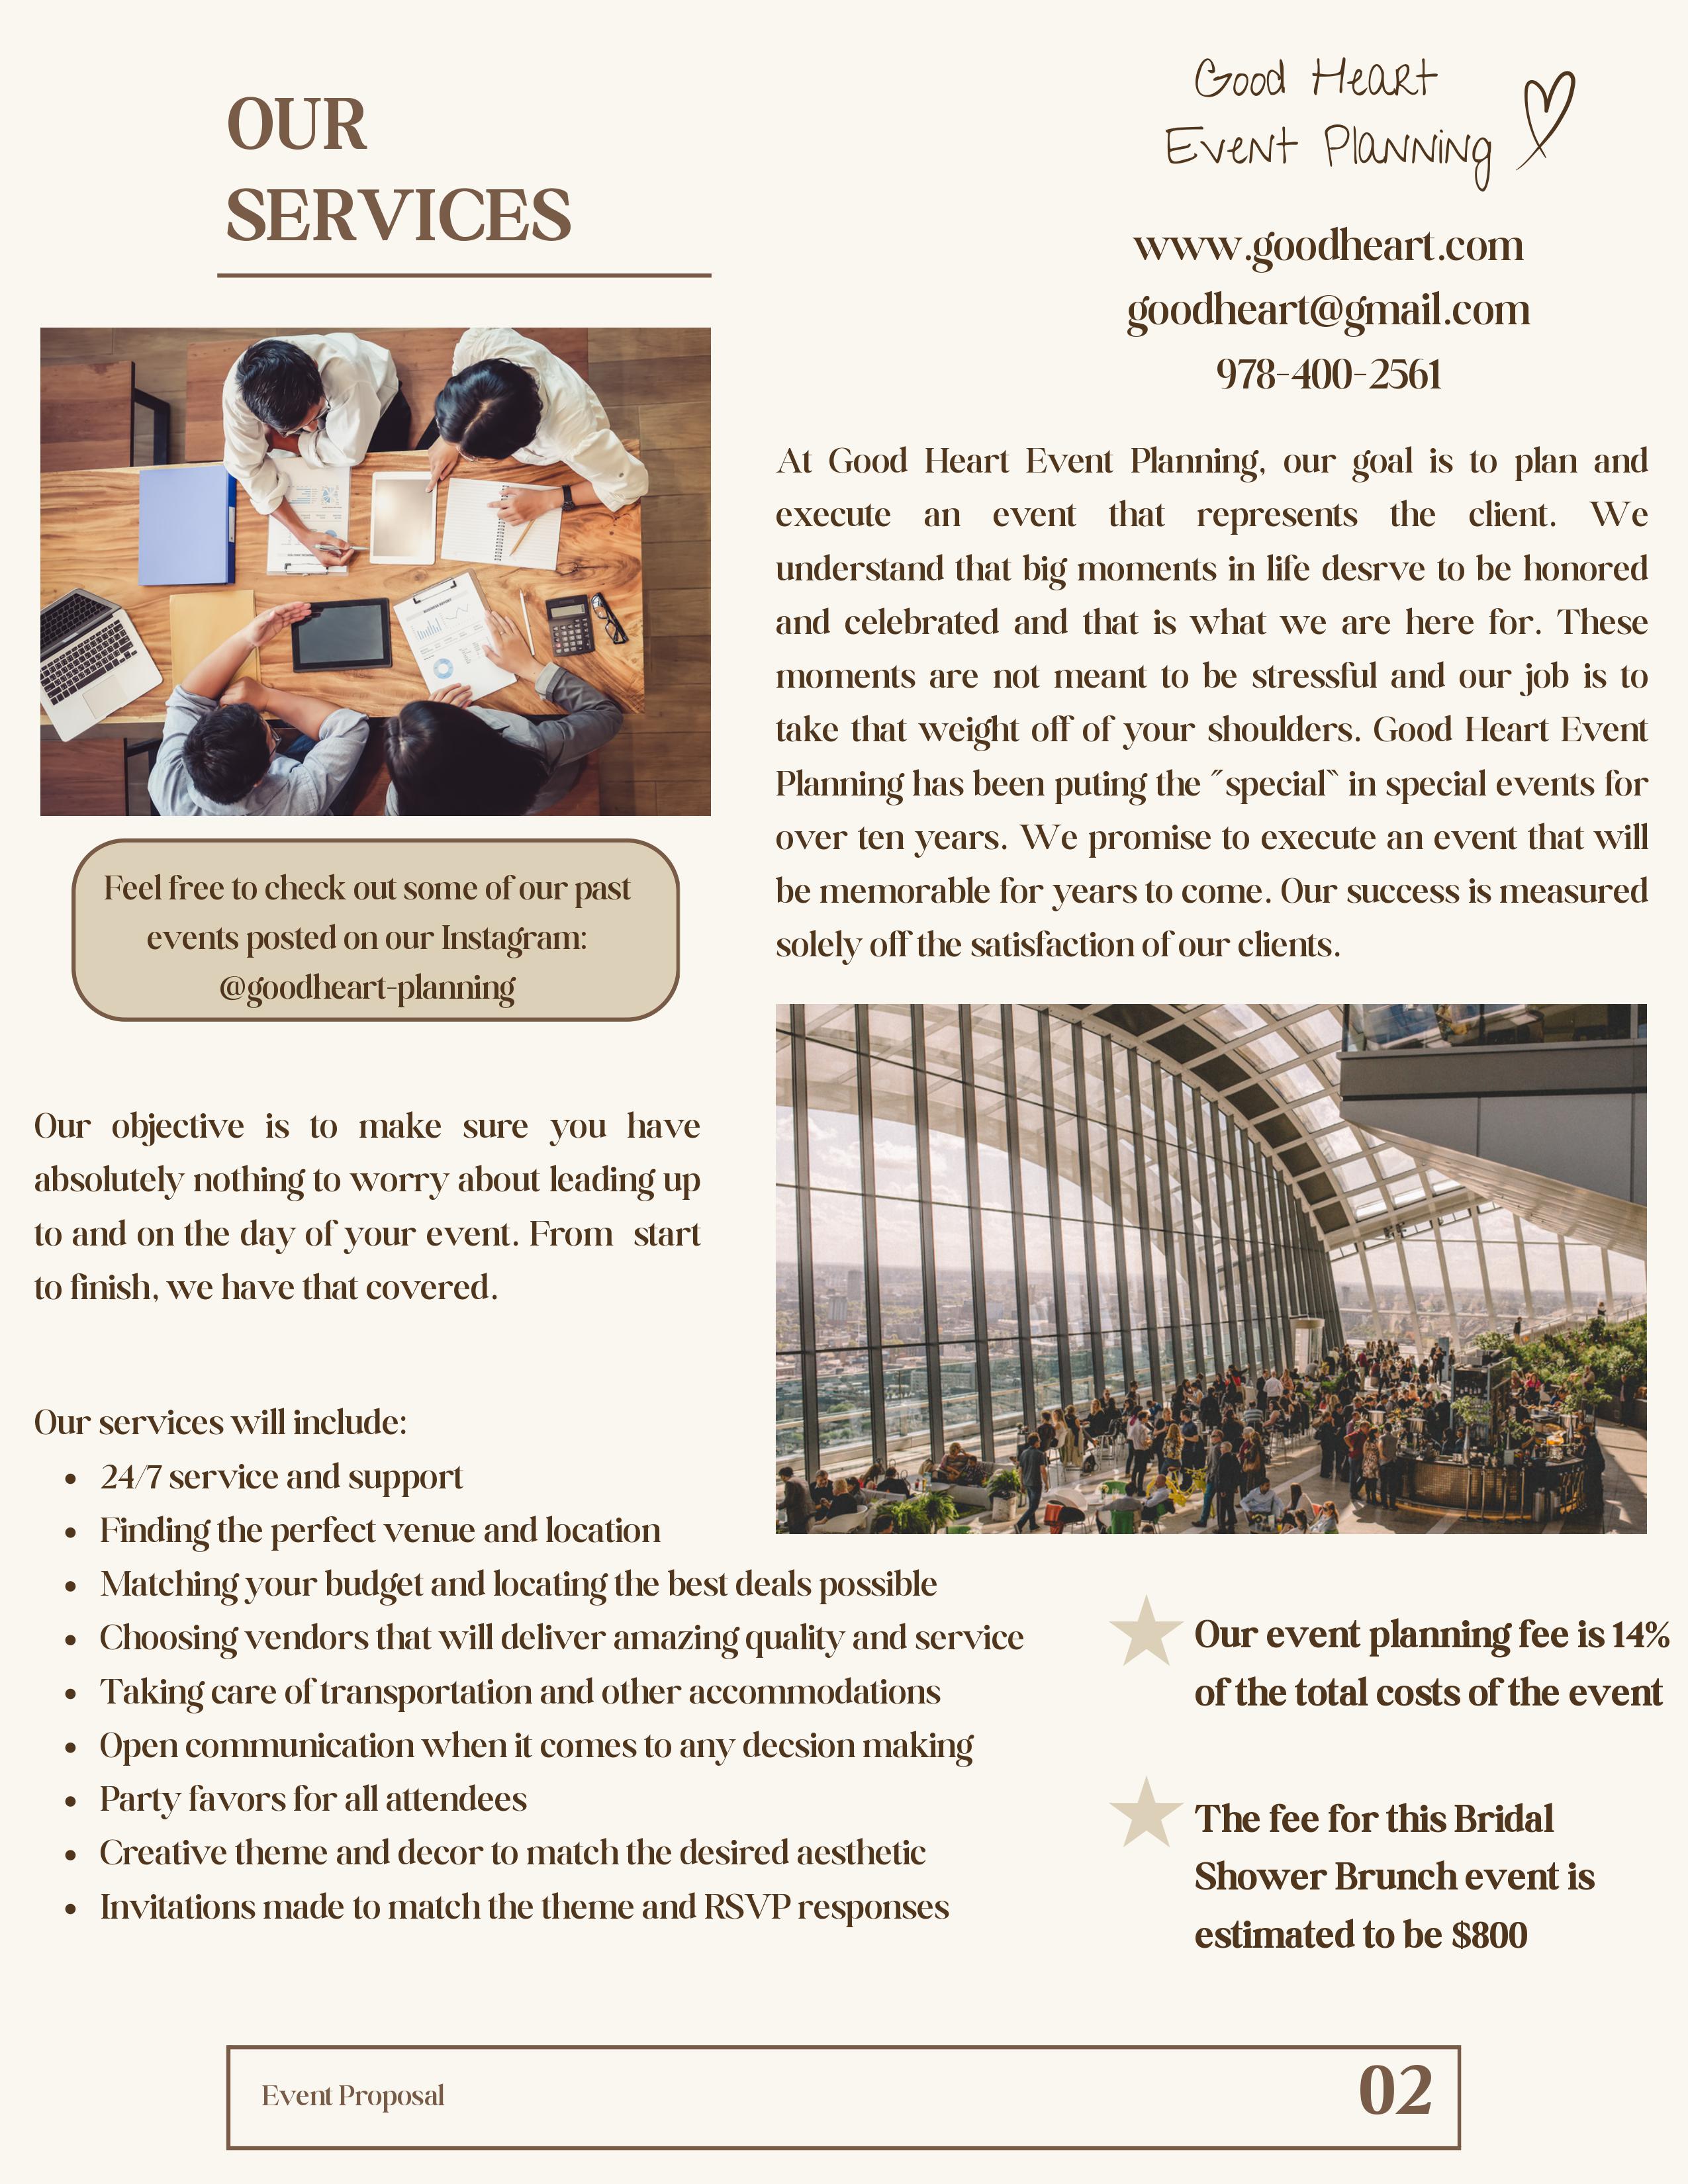 OUR
SERVICES
Good Heart
Event Planning
www.goodheart.com
goodheart@gmail.com
978-400-2561
At Good Heart Event Planning, our goal is to plan and
execute an event that represents the client. We
understand that big moments in life desrve to be honored
and celebrated and that is what we are here for. These
moments are not meant to be stressful and our job is to
take that weight off of your shoulders. Good Heart Event
Planning has been puting the "special" in special events for
over ten years. We promise to execute an event that will
be memorable for years to come. Our success is measured
solely off the satisfaction of our clients.
Feel free to check out some of our past
events posted on our Instagram:
@goodheart-planning
Our objective is to make sure you have
absolutely nothing to worry about leading up
to and on the day of your event. From start
to finish, we have that covered.
Our services will include:
• 24/7 service and support
• Finding the perfect venue and location
• Matching your budget and locating the best deals possible
• Choosing vendors that will deliver amazing quality and service
• Taking care of transportation and other accommodations
• Open communication when it comes to any decsion making
• Party favors for all attendees
• Creative theme and decor to match the desired aesthetic
• Invitations made to match the theme and RSVP responses
Our event planning fee is 14%
of the total costs of the event
The fee for this Bridal
Shower Brunch event is
estimated to be $800
Event Proposal
02